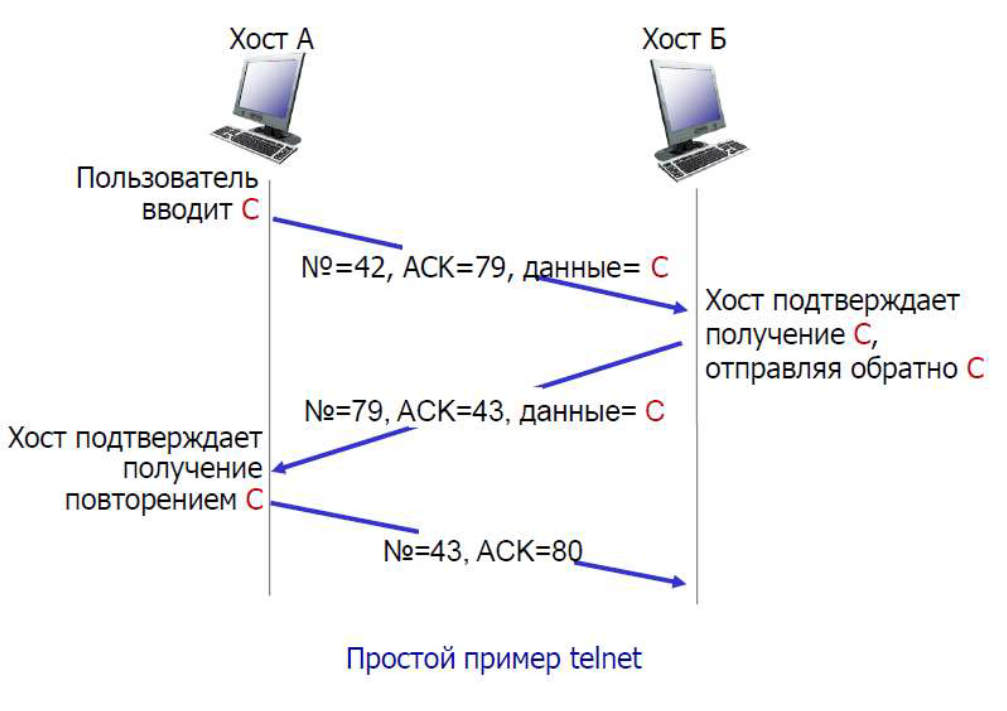 Хост А
Хост Б
Пользователь
вводит С
№=42, ACK=79, данные= С
Хост подтверждает
получение С,
отправляя обратно С
№=79, ACK=43, данные= С
Хост подтверждает
получение
повторением С
№=43, ACK=80
Простой пример telnet